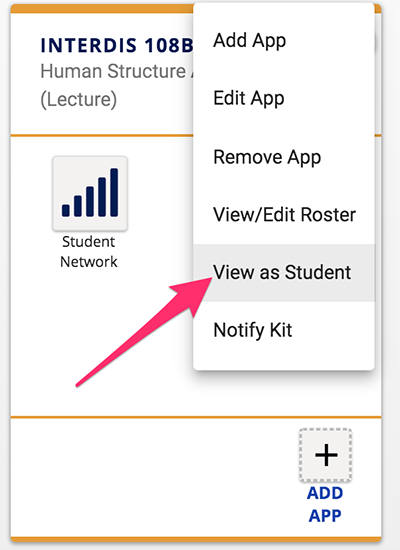 INTERDIS 108B
Human Structure
(Lecture)
Student
Network
Add App
Edit App
Remove App
View/Edit Roster
View as Student
Notify Kit
+
ADD
APP